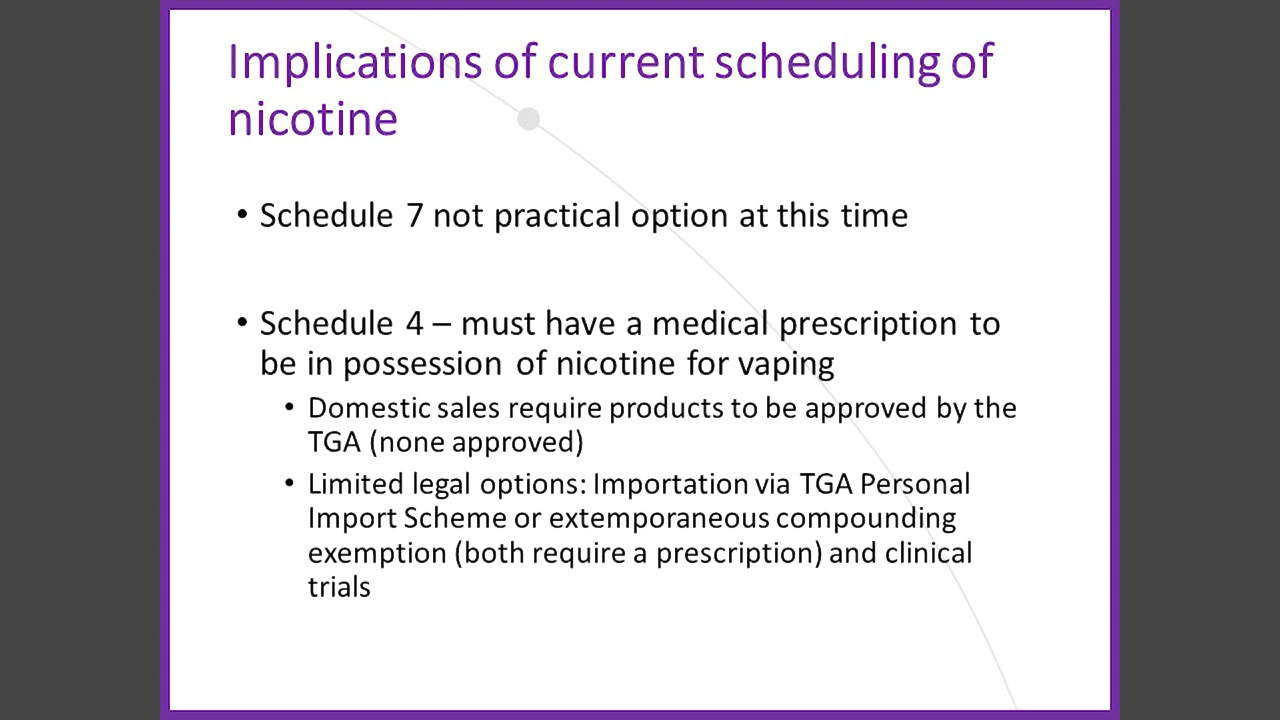 Implications of current scheduling of
nicotine
• Schedule 7 not practical option at this time
• Schedule 4 – must have a medical prescription to
be in possession of nicotine for vaping
• Domestic sales require products to be approved by the
TGA (none approved)
• Limited legal options: Importation via TGA Personal
Import Scheme or extemporaneous compounding
exemption (both require a prescription) and clinical
trials